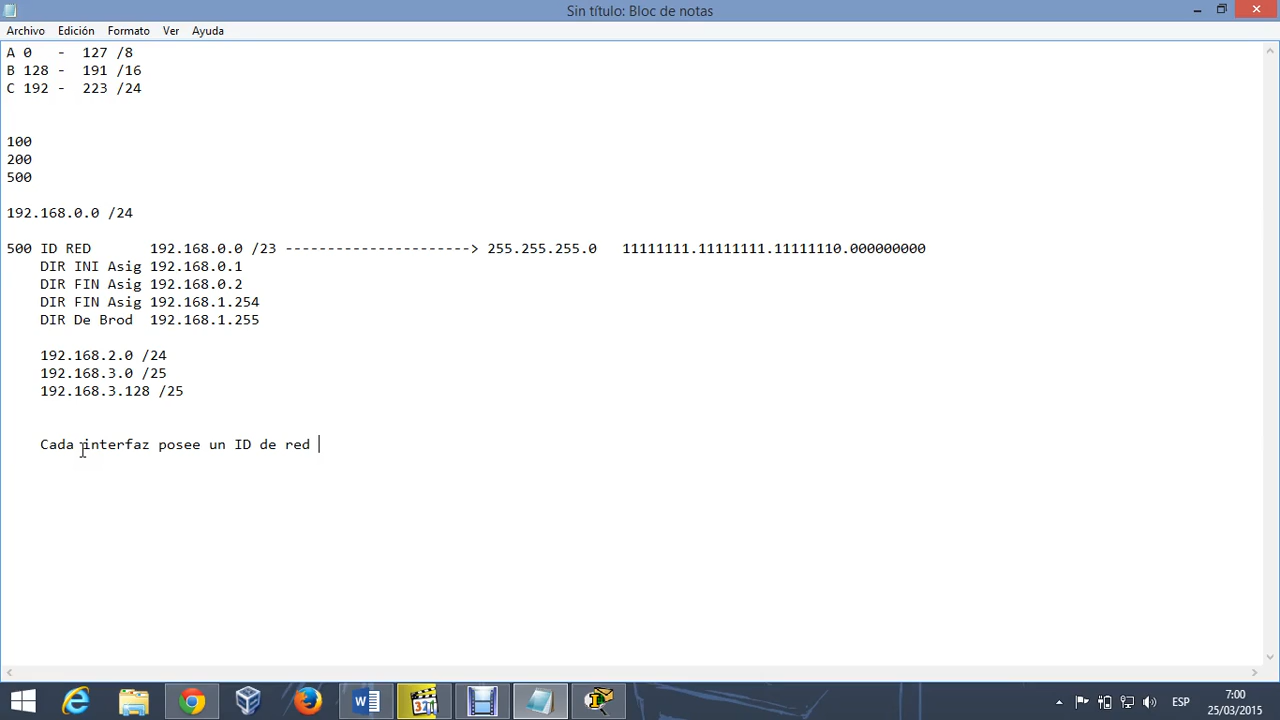 Sin título: Bloc de notas
Archivo Edición Formato Ver Ayuda
A 0 - 127 /8
B 128 - 191 /16
C 192 - 223 /24
100
200
500
192.168.0.0 /24
500 ID RED 192.168.0.0 /23 ----------------------> 255.255.255.0 11111111.11111111.11111110.000000000
DIR INI Asig 192.168.0.1
DIR FIN Asig 192.168.0.2
DIR FIN Asig 192.168.1.254
DIR De Brod 192.168.1.255
192.168.2.0 /24
192.168.3.0 /25
192.168.3.128 /25
Cada interfaz posee un ID de red
321
ESP
7:00
25/03/2015